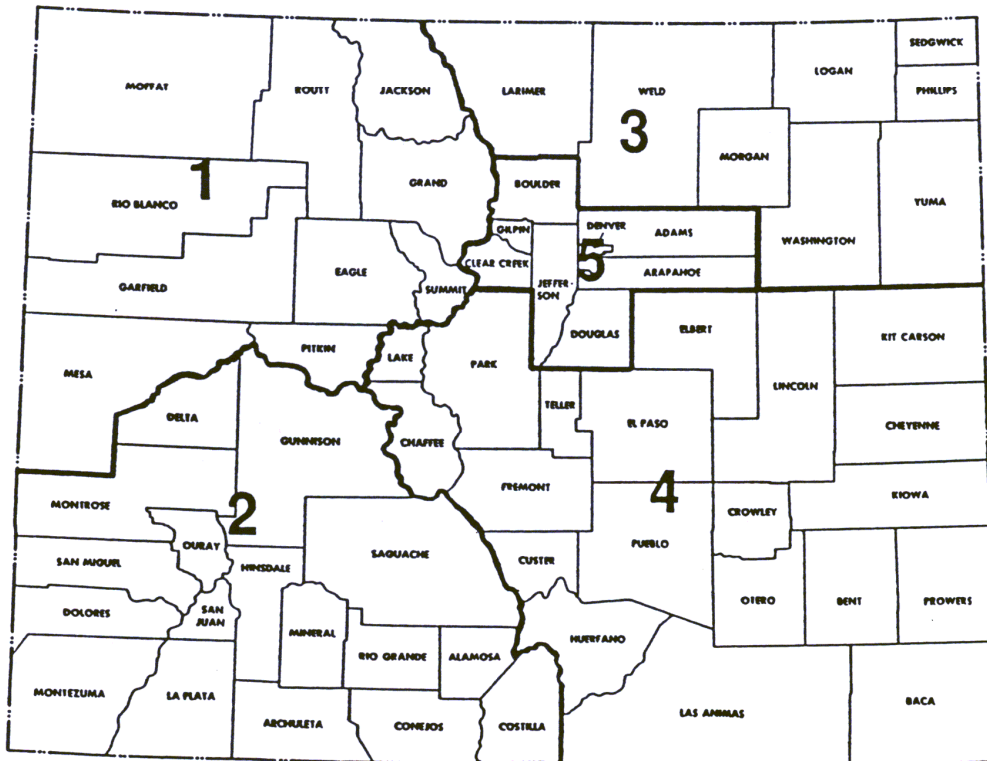 SEDGWICK
LOGAN
MOFFAT
ROUTT
JACKSON
LARIMER
WELD
PHILLIPS
3
MORGAN
1
GRAND
BOULDER
RIO BLANCO
YUMA
GILPIN
DENVER
ADAMS
WASHINGTON
5
EAGLE
CLEAR CREEK
ARAPAHOE
GARFIELD
SUMMIT
JEFFER-
SON
DOUGLAS
ELBERT
KIT CARSON
PITKIN
LAKE
PARK
MESA
LINCOLN
TELLER
DELTA
EL PASO
CHEYENNE
GUNNISON
CHAFFEE
FREMONT
4
KIOWA
MONTROSE
2
CROWLEY
OURAY
PUEBLO
SAGUACHE
SAN MIGUEL
HINSDALE
CUSTER
OTERO
BENT
PROWERS
DOLORES
SAN
JUAN
MINERAL
HUERFANO
RIO GRANDE
ALAMOSA
MONTEZUMA
LA PLATA
LAS ANIMAS
BACA
ARCHULETA
CONEJOS
COSTILLA